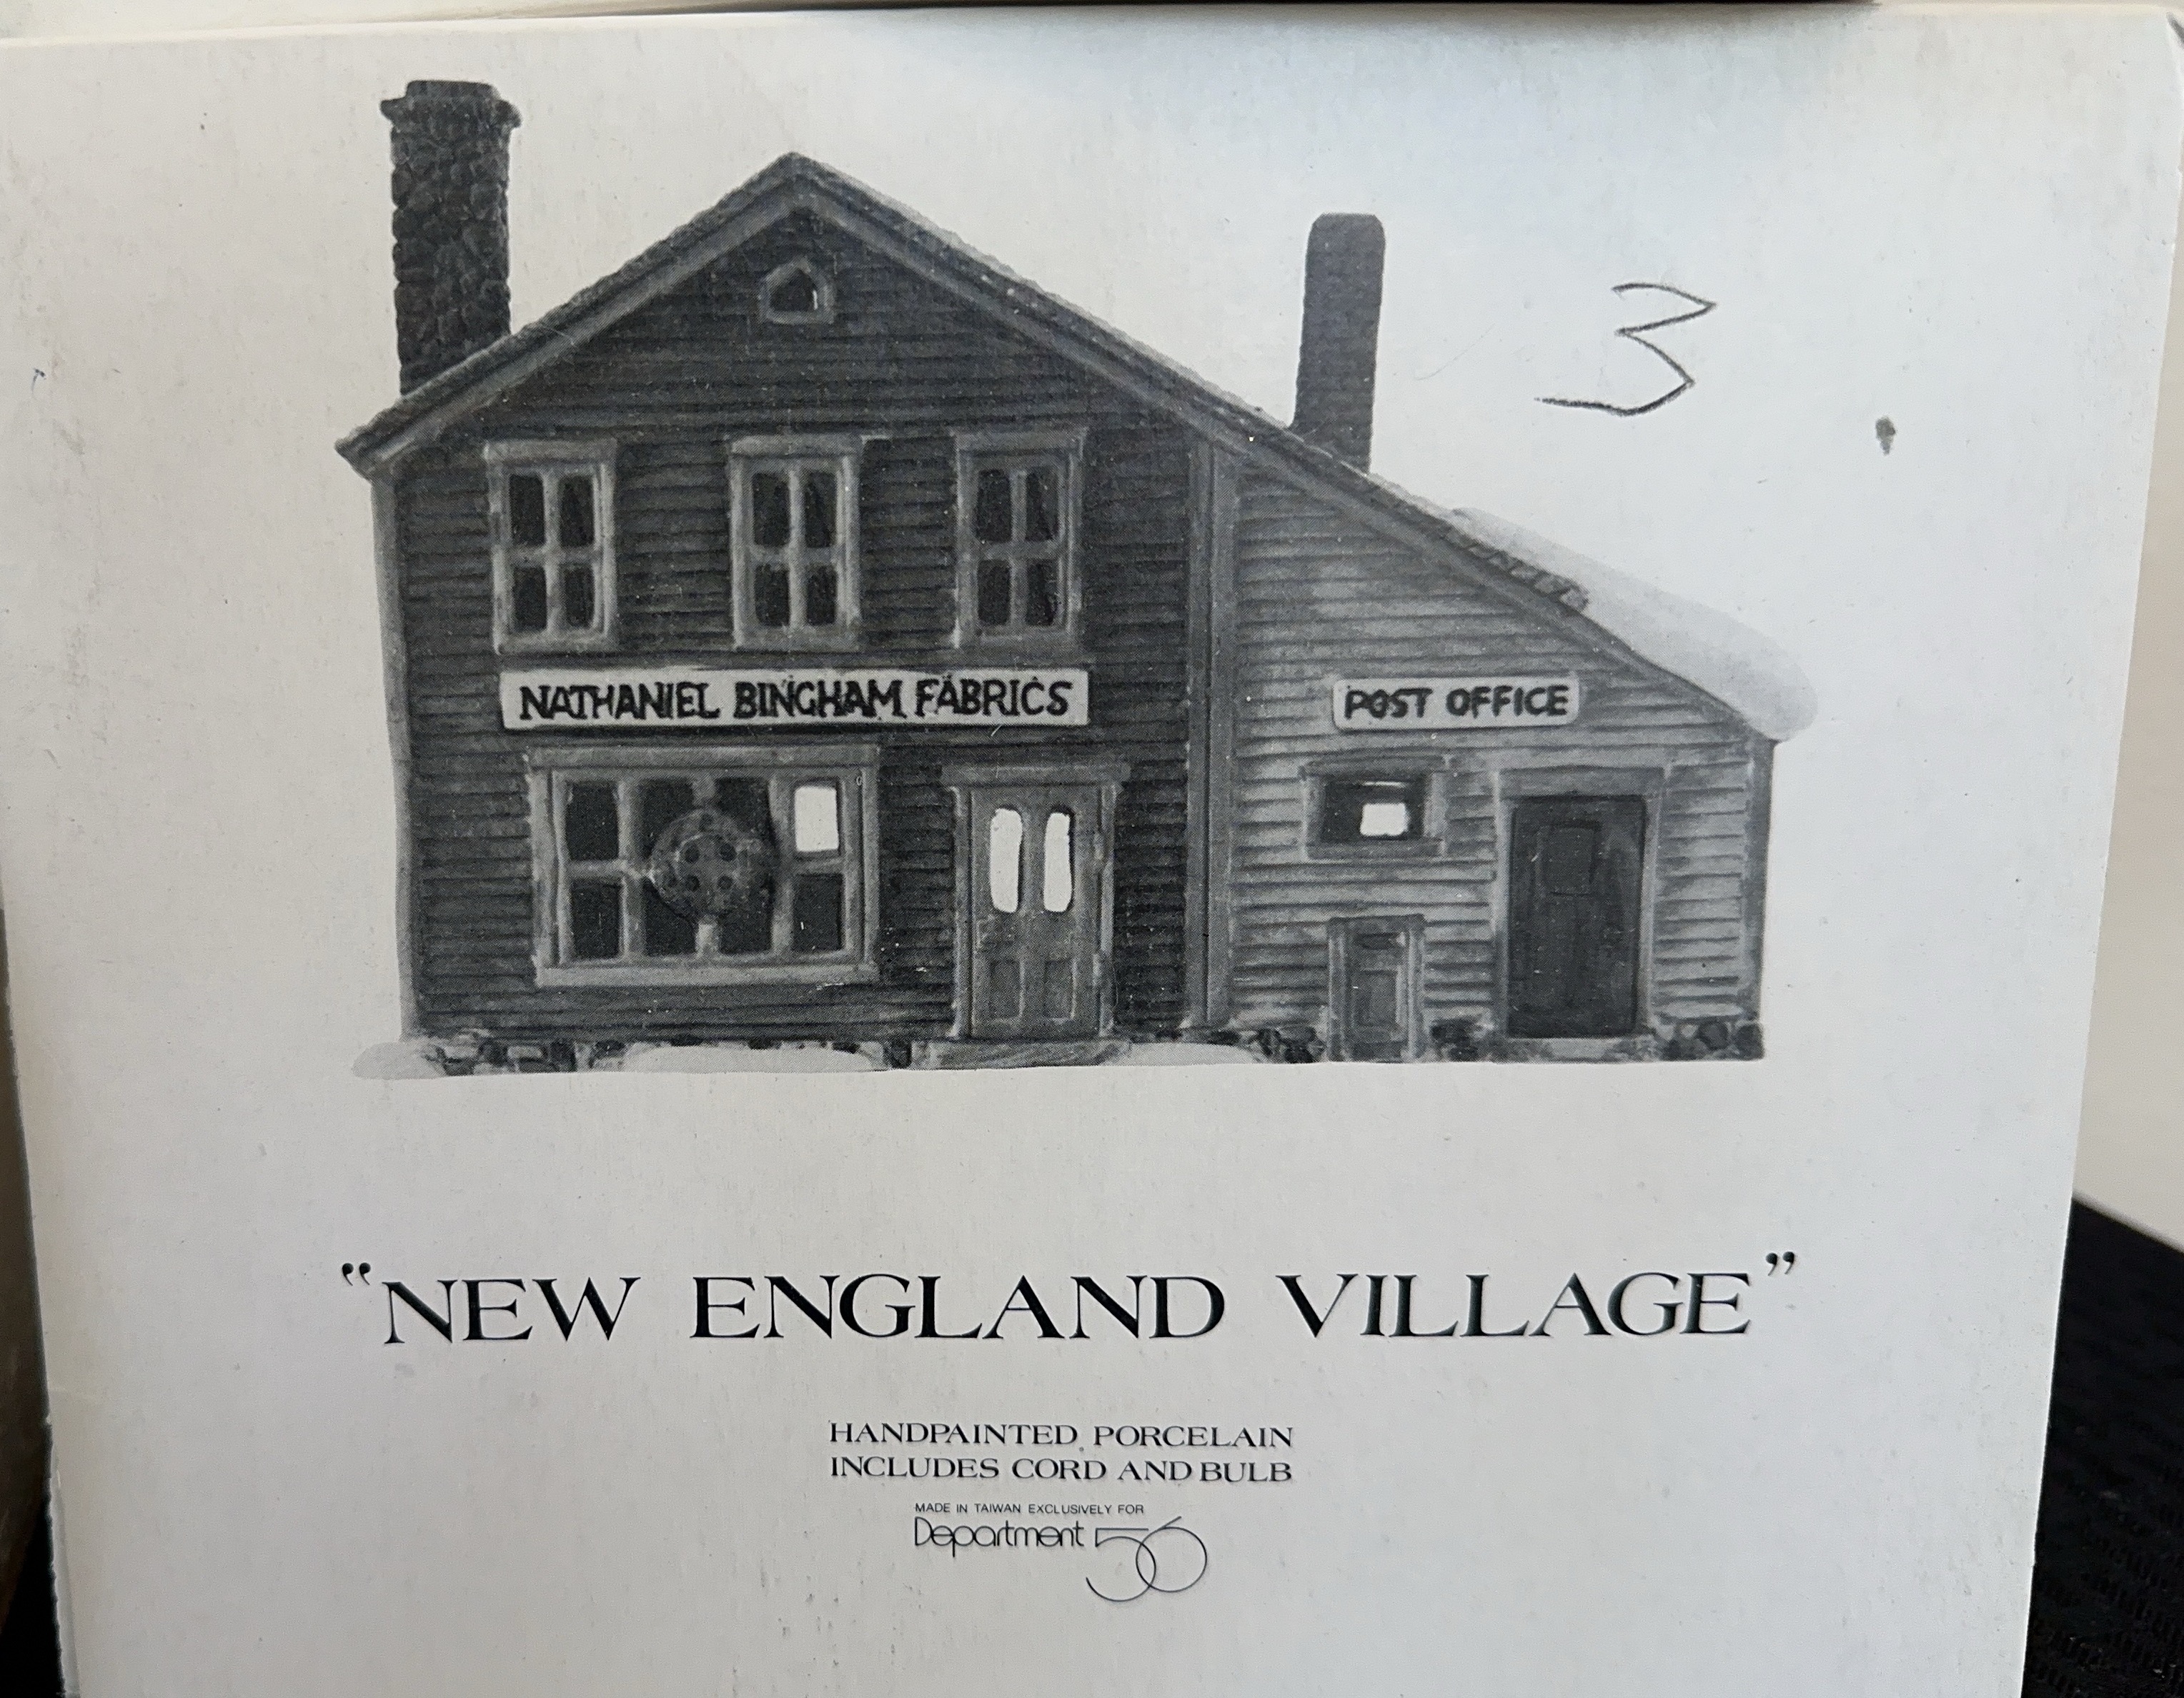 3
NATHANIEL BINGHAM FABRICS
POST OFFICE
"NEW ENGLAND VILLAGE"
HANDPAINTED PORCELAIN
INCLUDES CORD AND BULB
MADE IN TAIWAN EXCLUSIVELY FOR
Department 56